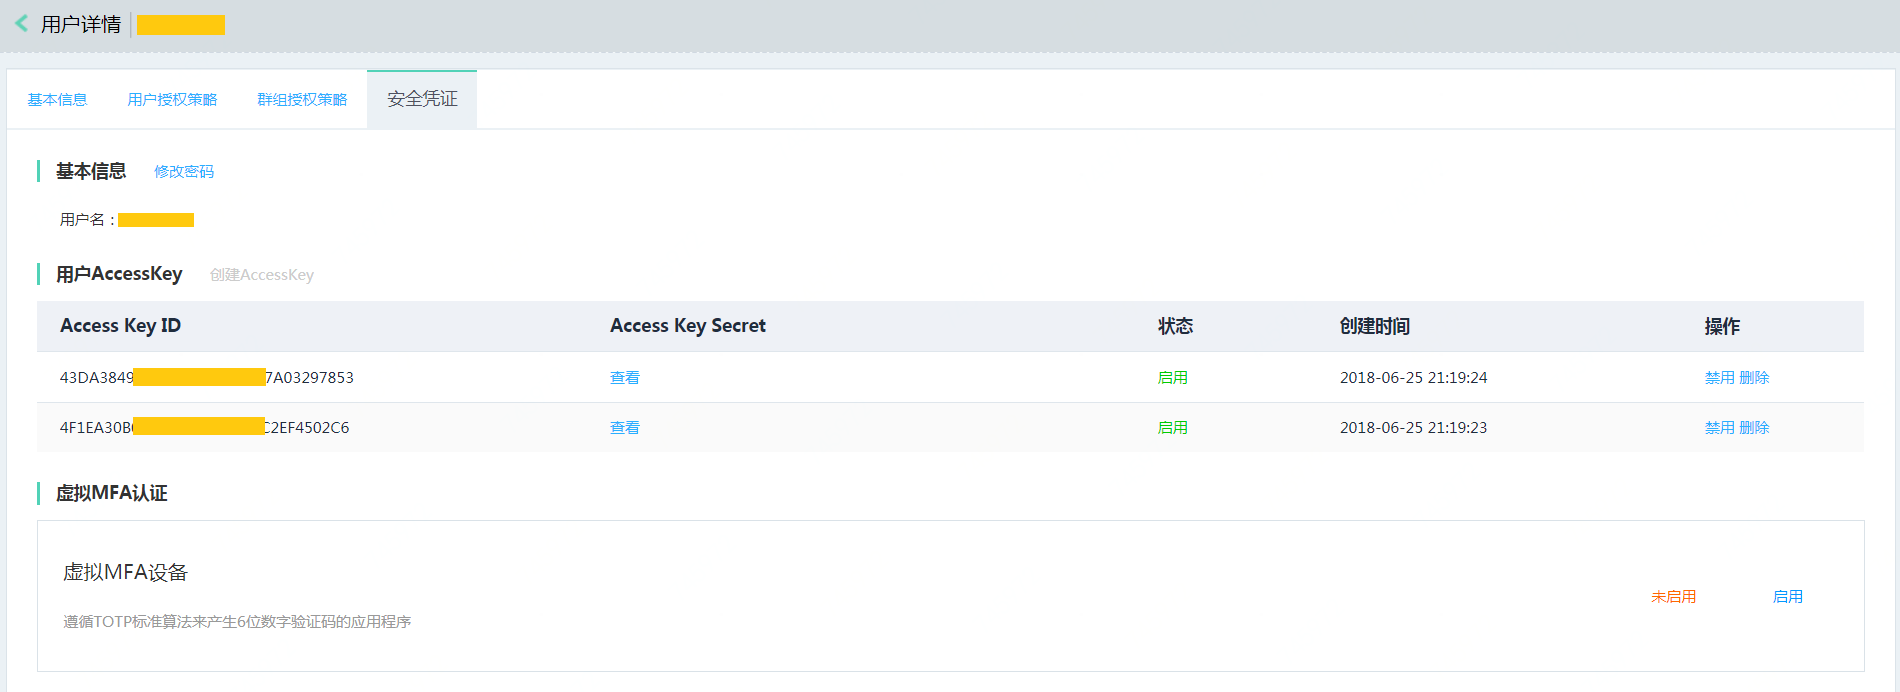 用户详情
基本信息 用户授权策略 群组授权策略 安全凭证
基本信息 修改密码
用户名：
用户AccessKey 创建AccessKey
Access Key ID Access Key Secret 状态 创建时间 操作
43DA3849 7A03297853 查看 启用 2018-06-25 21:19:24 禁用 删除
4F1EA30B C2EF4502C6 查看 启用 2018-06-25 21:19:23 禁用 删除
虚拟MFA认证
虚拟MFA设备
未启用 启用
遵循TOTP标准算法来产生6位数字验证码的应用程序